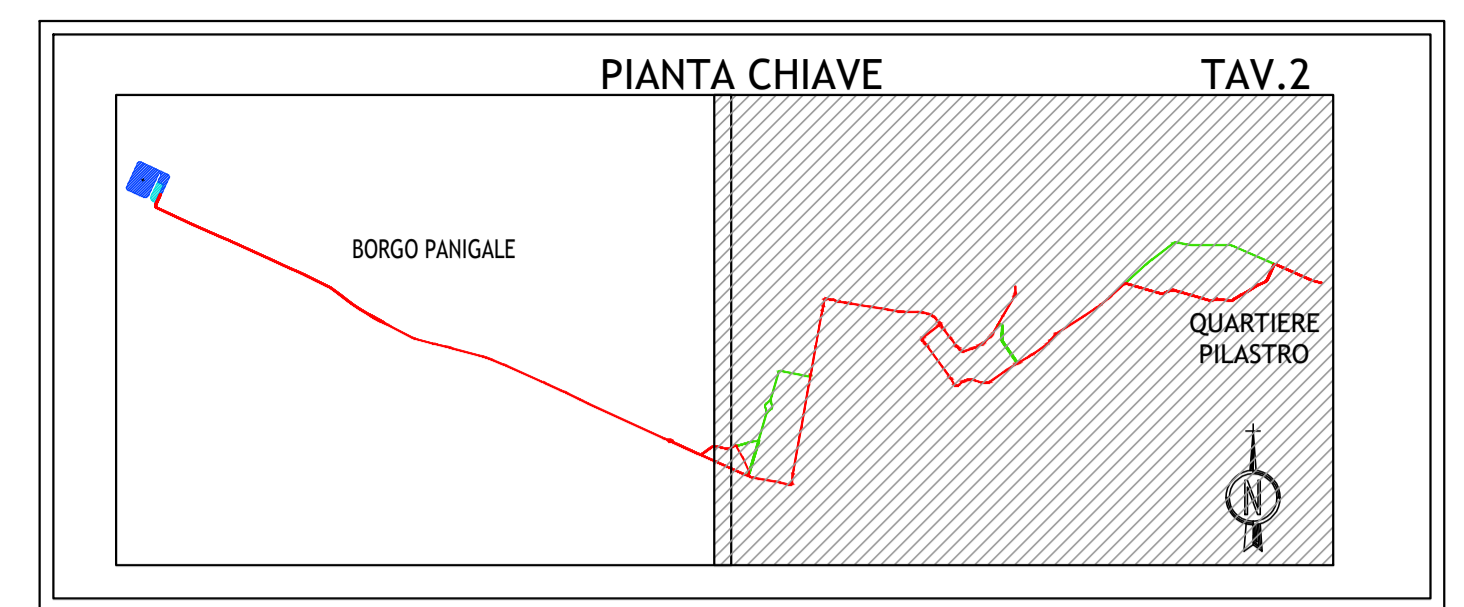 PIANTA CHIAVE
TAV.2
BORGO PANIGALE
QUARTIERE
PILASTRO
N